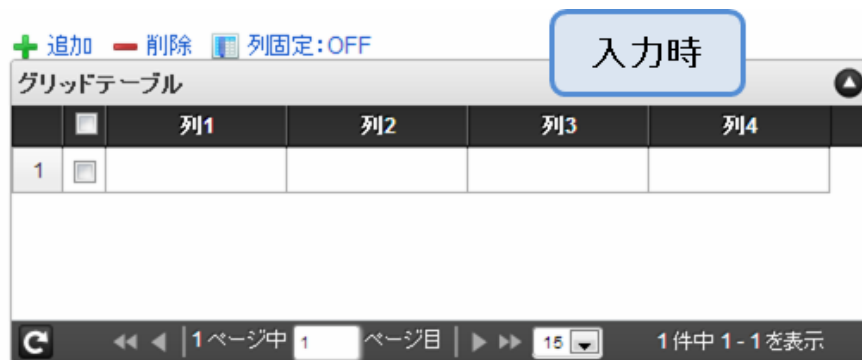 追加 削除 列固定:OFF
入力時
グリッドテーブル
列1 列2 列3 列4
1
1 ページ中 1 ページ目 15 1 件中 1 - 1 を表示